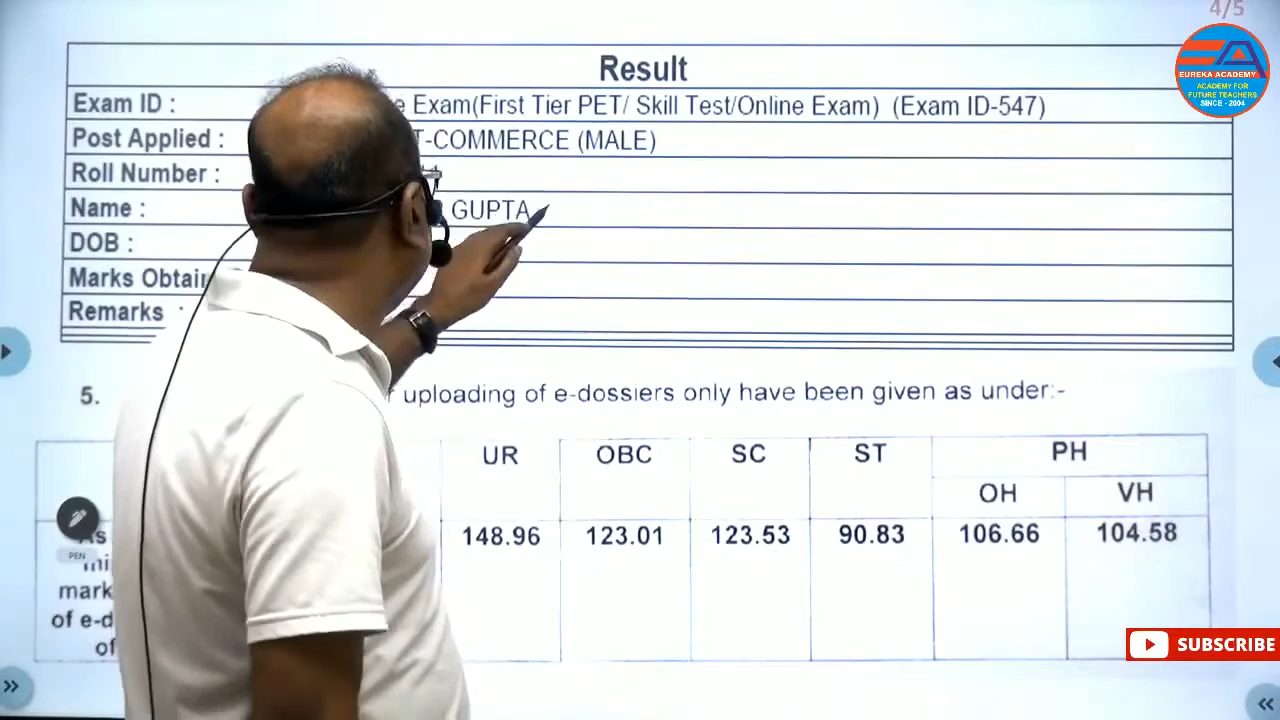 4/5
EUREKA ACADEMY
ACADEMY FOR
FUTURE TEACHERS
SINCE - 2004
Result
Exam ID : Exam(First Tier PET/ Skill Test/Online Exam) (Exam ID-547)
Post Applied : T-COMMERCE (MALE)
Roll Number :
Name : GUPTA
DOB :
Marks
Remarks :
5. uploading of e-dossiers only have been given as under:-
UR OBC SC ST PH
OH VH
As 148.96 123.01 123.53 90.83 106.66 104.58
PEN
of
SUBSCRIBE